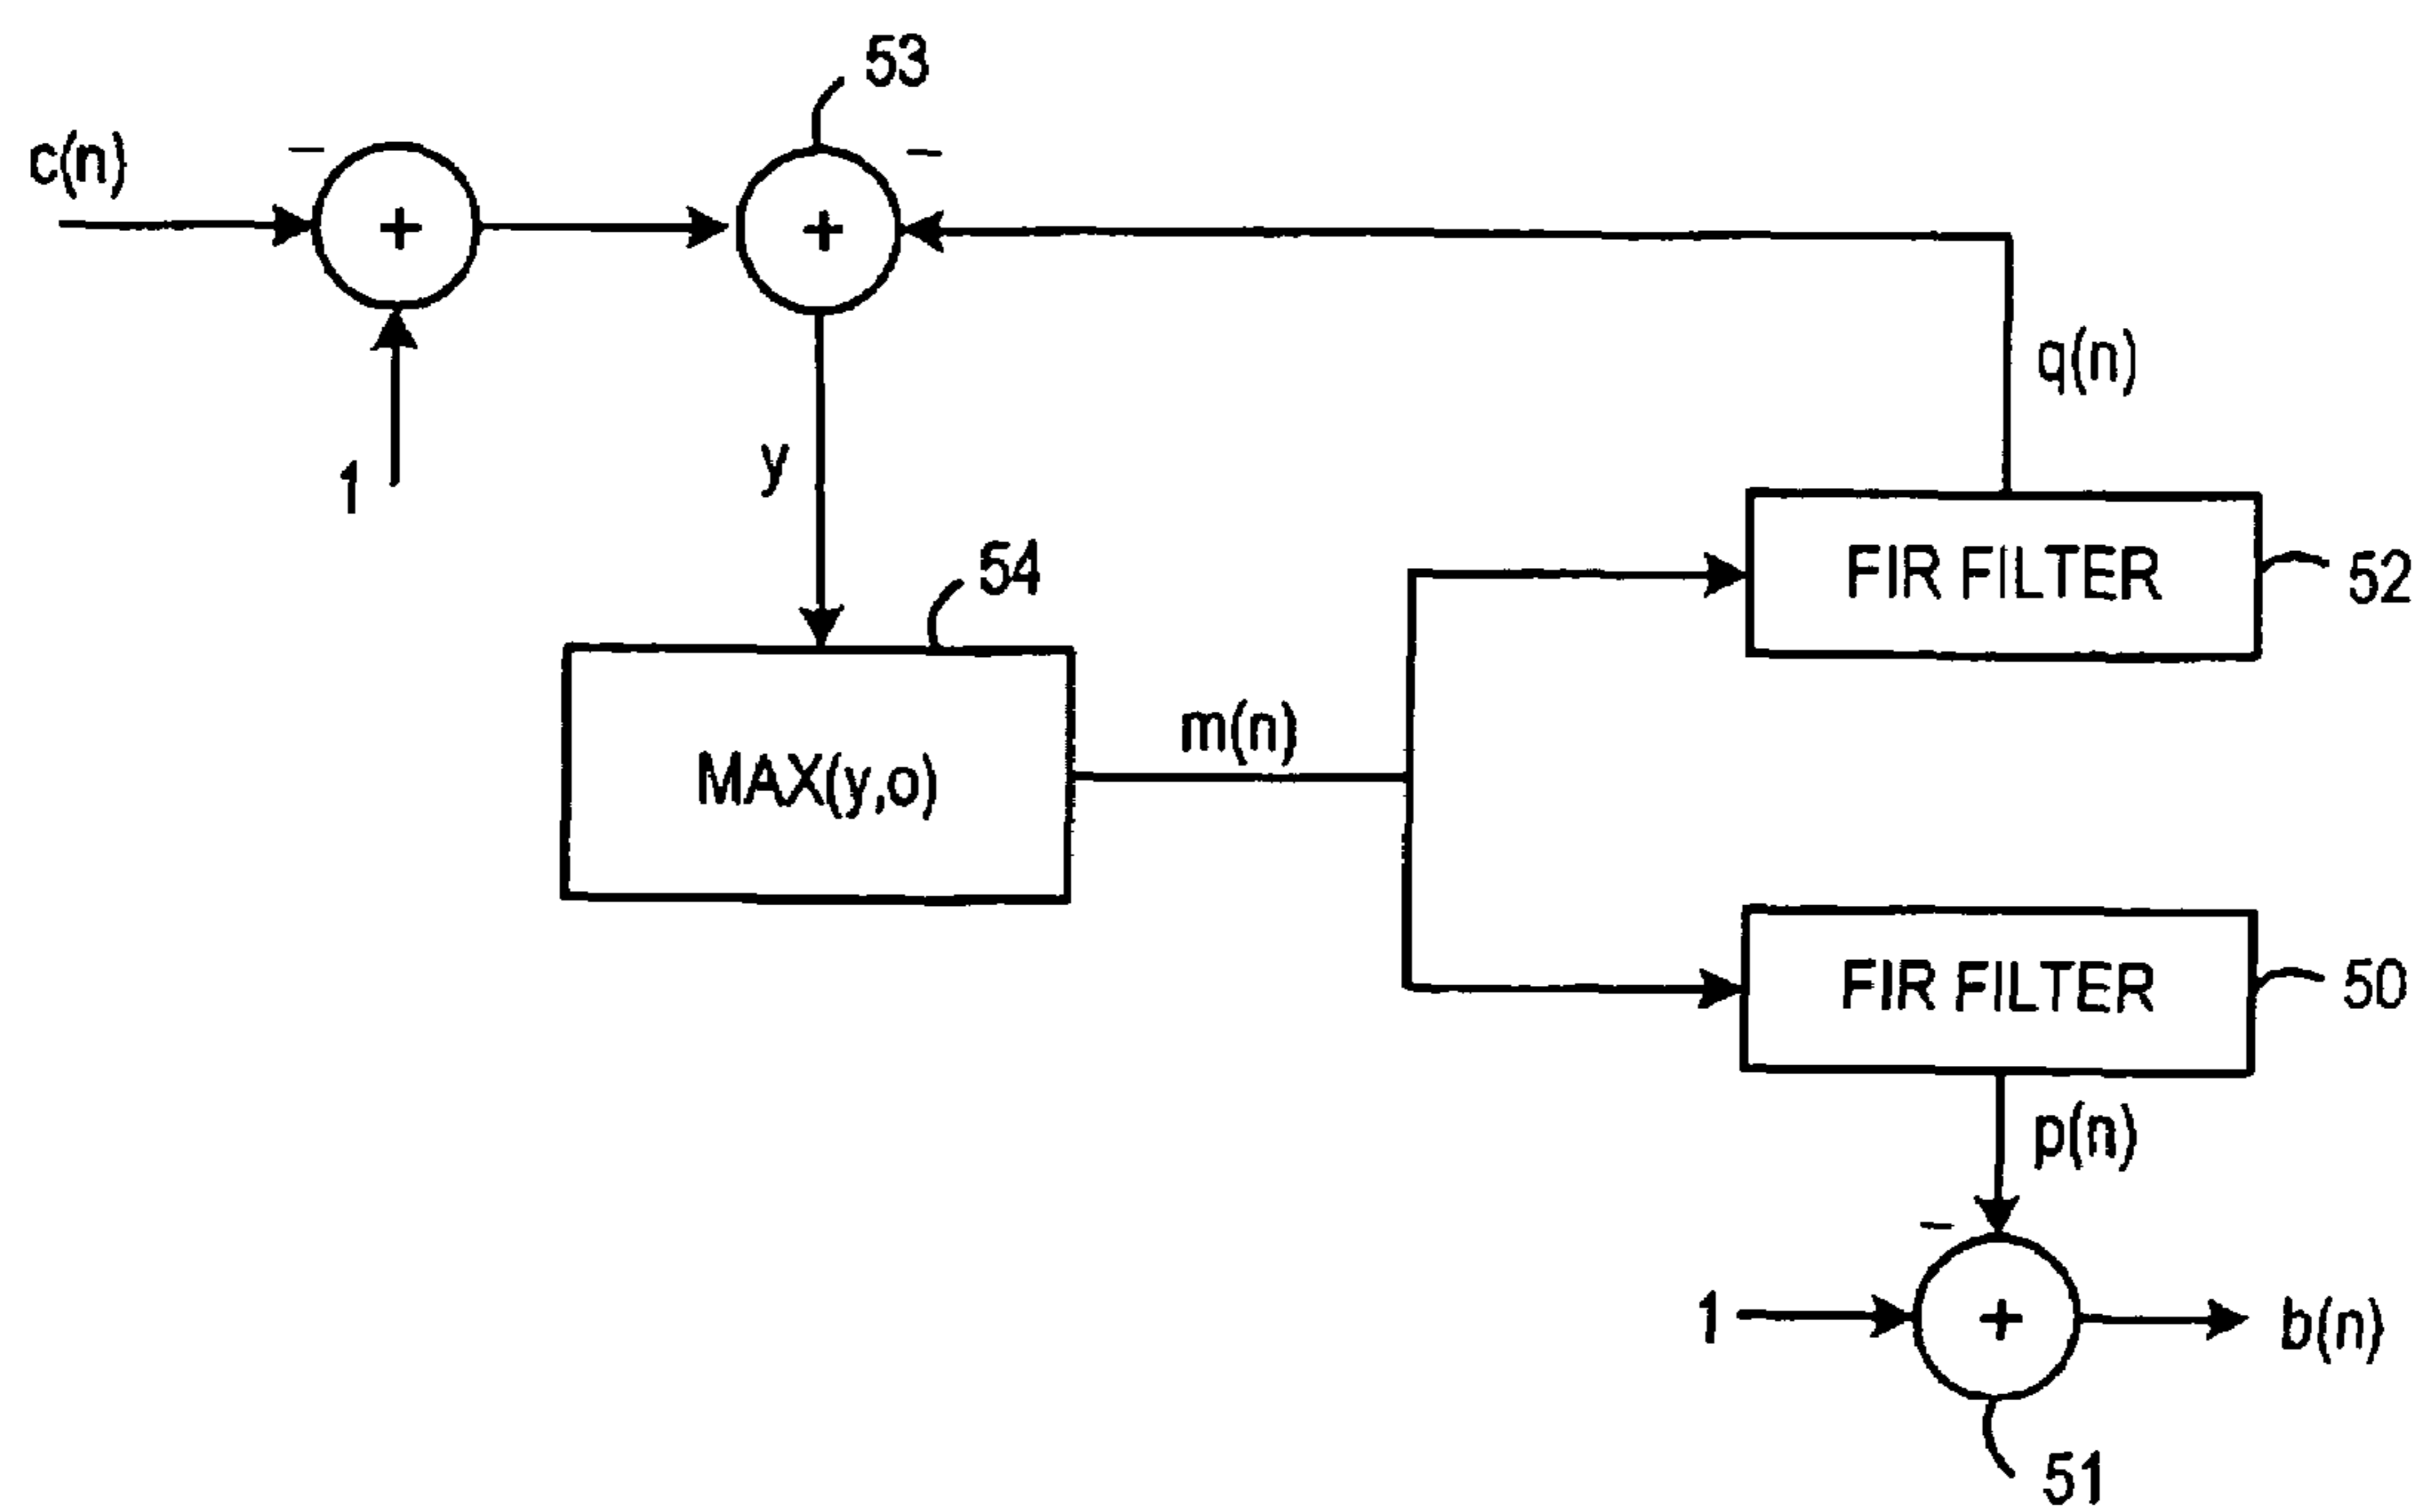 53
c(n)
−
−
+
+
q(n)
1
y
54
FIR FILTER
52
m(n)
MAX(y,o)
FIR FILTER
50
p(n)
−
1
+
b(n)
51